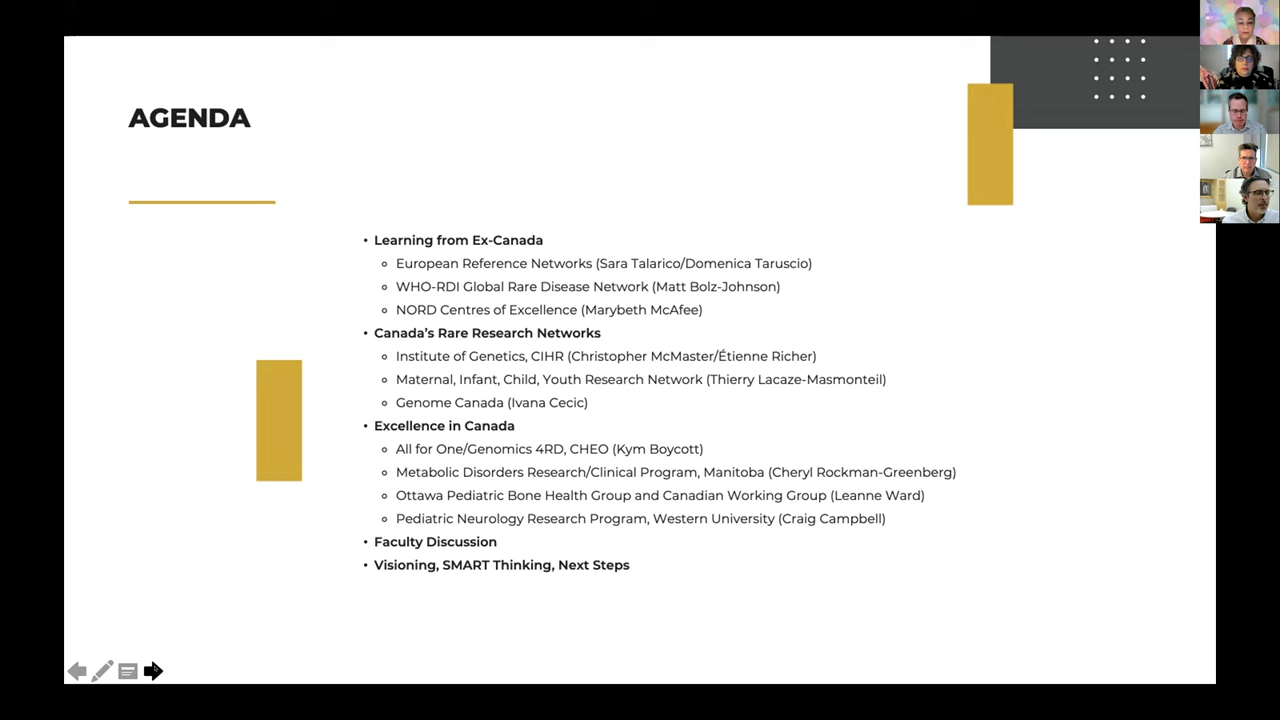 AGENDA
• Learning from Ex-Canada
○ European Reference Networks (Sara Talarico/Domenica Taruscio)
○ WHO-RDI Global Rare Disease Network (Matt Bolz-Johnson)
○ NORD Centres of Excellence (Marybeth McAfee)
• Canada’s Rare Research Networks
○ Institute of Genetics, CIHR (Christopher McMaster/Étienne Richer)
○ Maternal, Infant, Child, Youth Research Network (Thierry Lacaze-Masmonteil)
○ Genome Canada (Ivana Cecic)
• Excellence in Canada
○ All for One/Genomics 4RD, CHEO (Kym Boycott)
○ Metabolic Disorders Research/Clinical Program, Manitoba (Cheryl Rockman-Greenberg)
○ Ottawa Pediatric Bone Health Group and Canadian Working Group (Leanne Ward)
○ Pediatric Neurology Research Program, Western University (Craig Campbell)
• Faculty Discussion
• Visioning, SMART Thinking, Next Steps